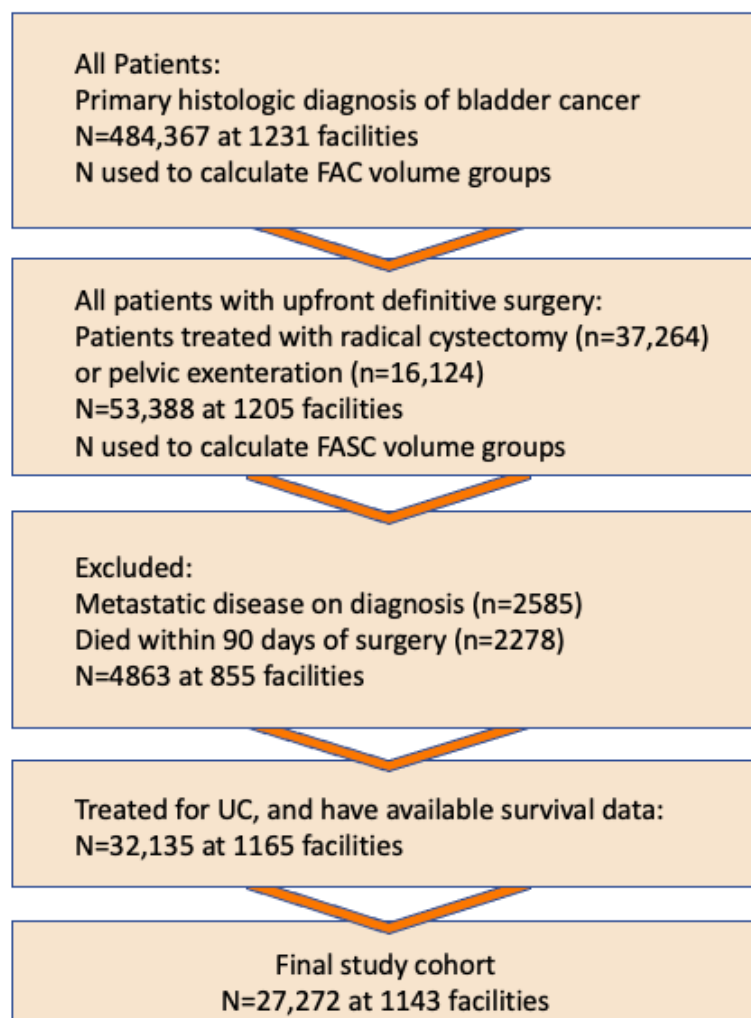 All Patients:
Primary histologic diagnosis of bladder cancer
N=484,367 at 1231 facilities
N used to calculate FAC volume groups
All patients with upfront definitive surgery:
Patients treated with radical cystectomy (n=37,264)
or pelvic exenteration (n=16,124)
N=53,388 at 1205 facilities
N used to calculate FASC volume groups
Excluded:
Metastatic disease on diagnosis (n=2585)
Died within 90 days of surgery (n=2278)
N=4863 at 855 facilities
Treated for UC, and have available survival data:
N=32,135 at 1165 facilities
Final study cohort
N=27,272 at 1143 facilities